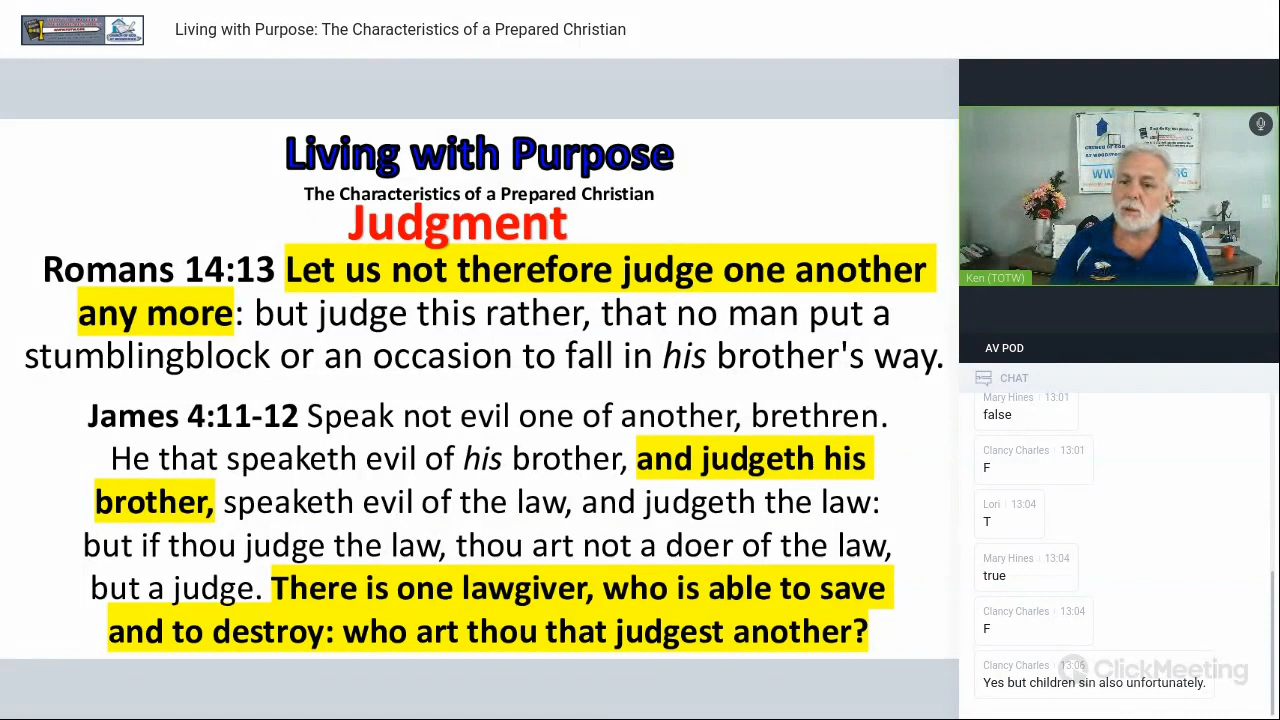 Living with Purpose: The Characteristics of a Prepared Christian
Living with Purpose
The Characteristics of a Prepared Christian
Judgment
Romans 14:13 Let us not therefore judge one another
any more: but judge this rather, that no man put a
stumblingblock or an occasion to fall in his brother's way.
James 4:11-12 Speak not evil one of another, brethren.
He that speaketh evil of his brother, and judgeth his
brother, speaketh evil of the law, and judgeth the law:
but if thou judge the law, thou art not a doer of the law,
but a judge. There is one lawgiver, who is able to save
and to destroy: who art thou that judgest another?
Ken (TOTW)
AV POD
CHAT
Mary Hines 13:01
false
Clancy Charles 13:01
F
Lori 13:04
T
Mary Hines 13:04
true
Clancy Charles 13:04
F
Clancy Charles 13:06
Yes but children sin also unfortunately.
ClickMeeting